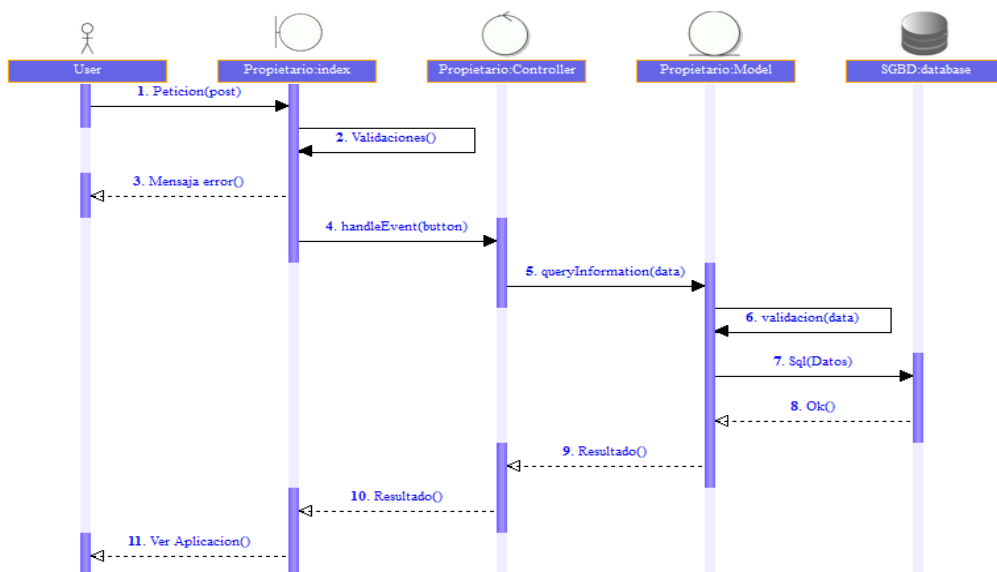 User
Propietario:index
Propietario:Controller
Propietario:Model
SGBD:database
1. Peticion(post)
2. Validaciones()
3. Mensaja error()
4. handleEvent(button)
5. queryInformation(data)
6. validacion(data)
7. Sql(Datos)
8. Ok()
9. Resultado()
10. Resultado()
11. Ver Aplicacion()